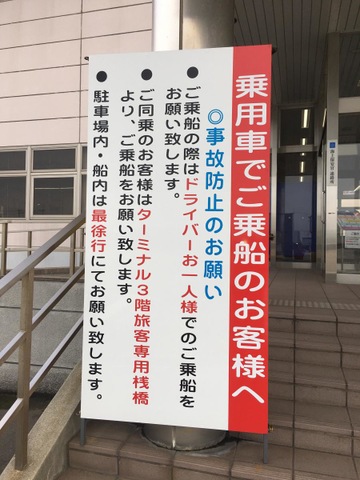 乗用車でご乗船のお客様へ
◎事故防止のお願い
●ご乗船の際はドライバーお一人様でのご乗船を
お願い致します。
●ご同乗のお客様はターミナル3階旅客専用桟橋
より、ご乗船をお願い致します。
●駐車場内・船内は最徐行にてお願い致します。